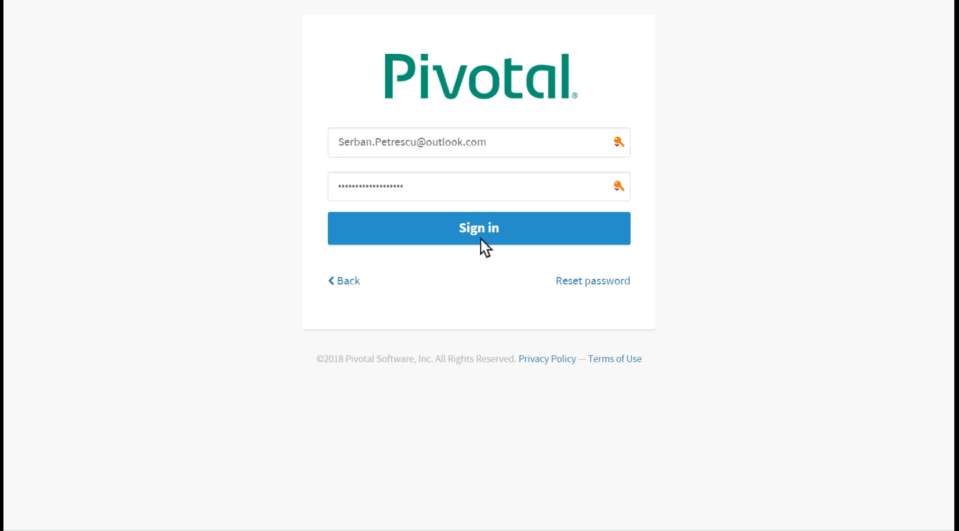 Pivotal®
Serban.Petrescu@outlook.com
•••••••••••••••••••
Sign in
Back
Reset password
©2018 Pivotal Software, Inc. All Rights Reserved. Privacy Policy — Terms of Use